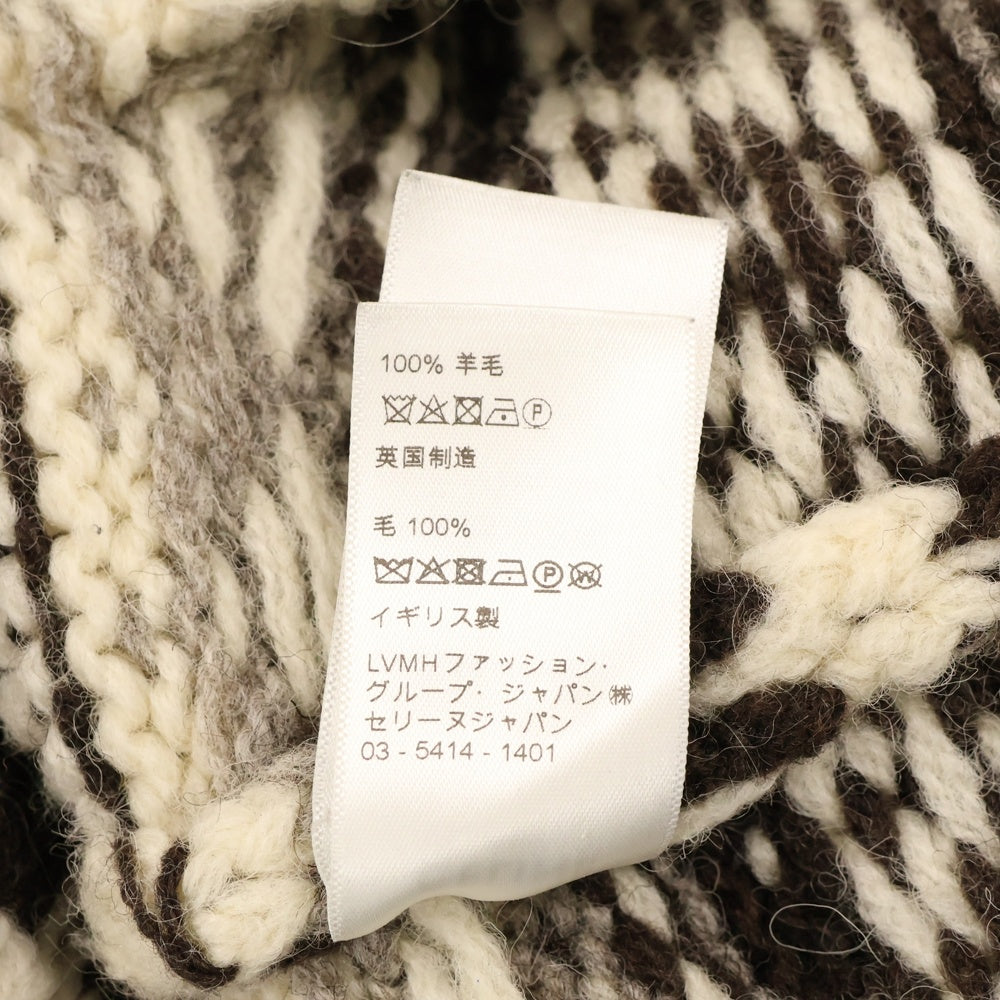 100% 羊毛
P
英国制造
毛 100%
P W
イギリス製
LVMHファッション・
グループ・ ジャパン㈱
セリーヌジャパン
03 - 5414 - 1401